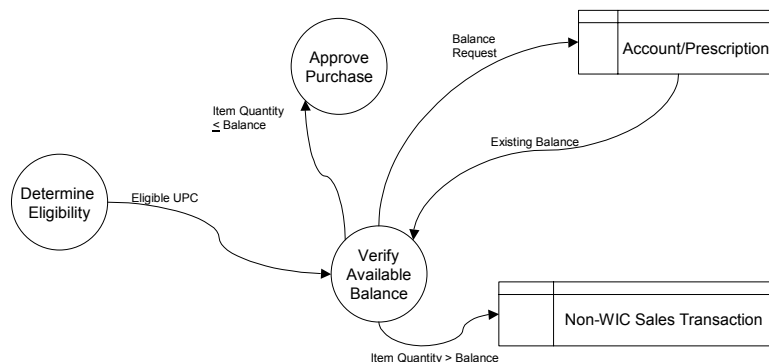 Approve
Purchase
Balance
Request
Account/Prescription
Item Quantity
< Balance
Existing Balance
Determine
Eligibility
Eligible UPC
Verify
Available
Balance
Non-WIC Sales Transaction
Item Quantity > Balance